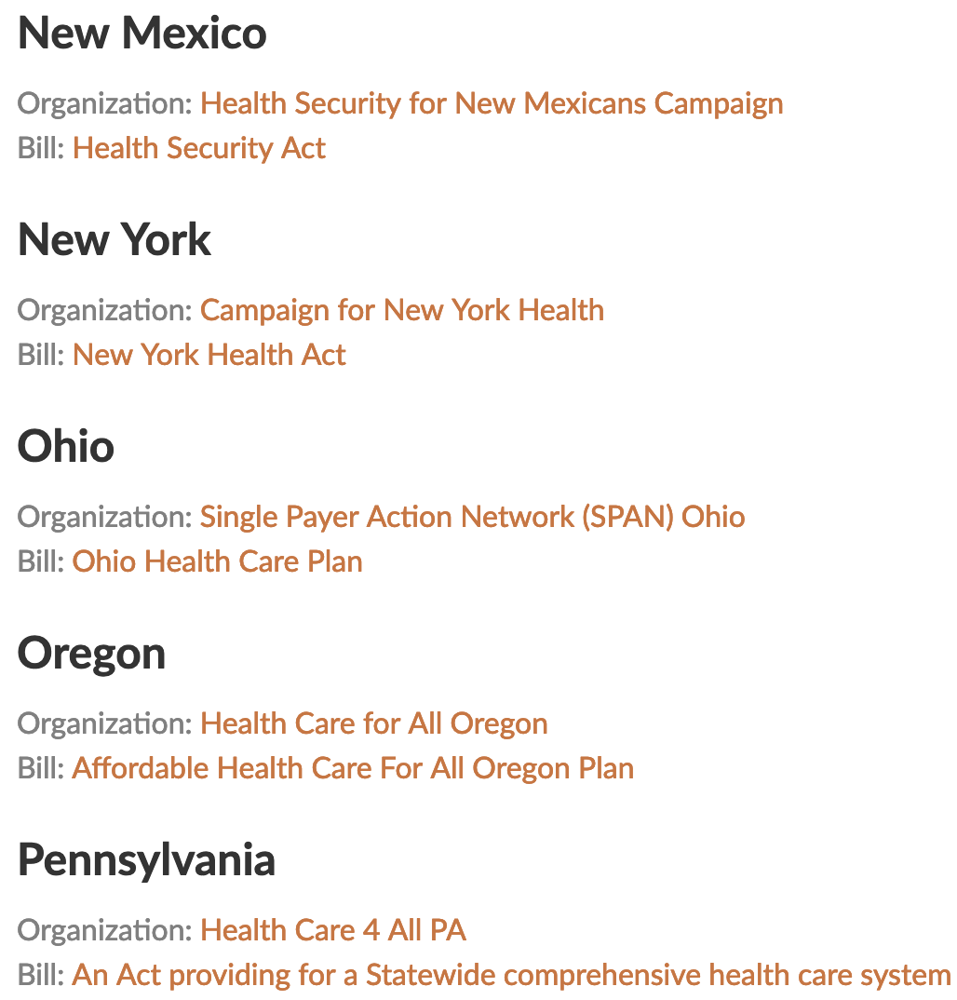 New Mexico
Organization: Health Security for New Mexicans Campaign
Bill: Health Security Act
New York
Organization: Campaign for New York Health
Bill: New York Health Act
Ohio
Organization: Single Payer Action Network (SPAN) Ohio
Bill: Ohio Health Care Plan
Oregon
Organization: Health Care for All Oregon
Bill: Affordable Health Care For All Oregon Plan
Pennsylvania
Organization: Health Care 4 All PA
Bill: An Act providing for a Statewide comprehensive health care system